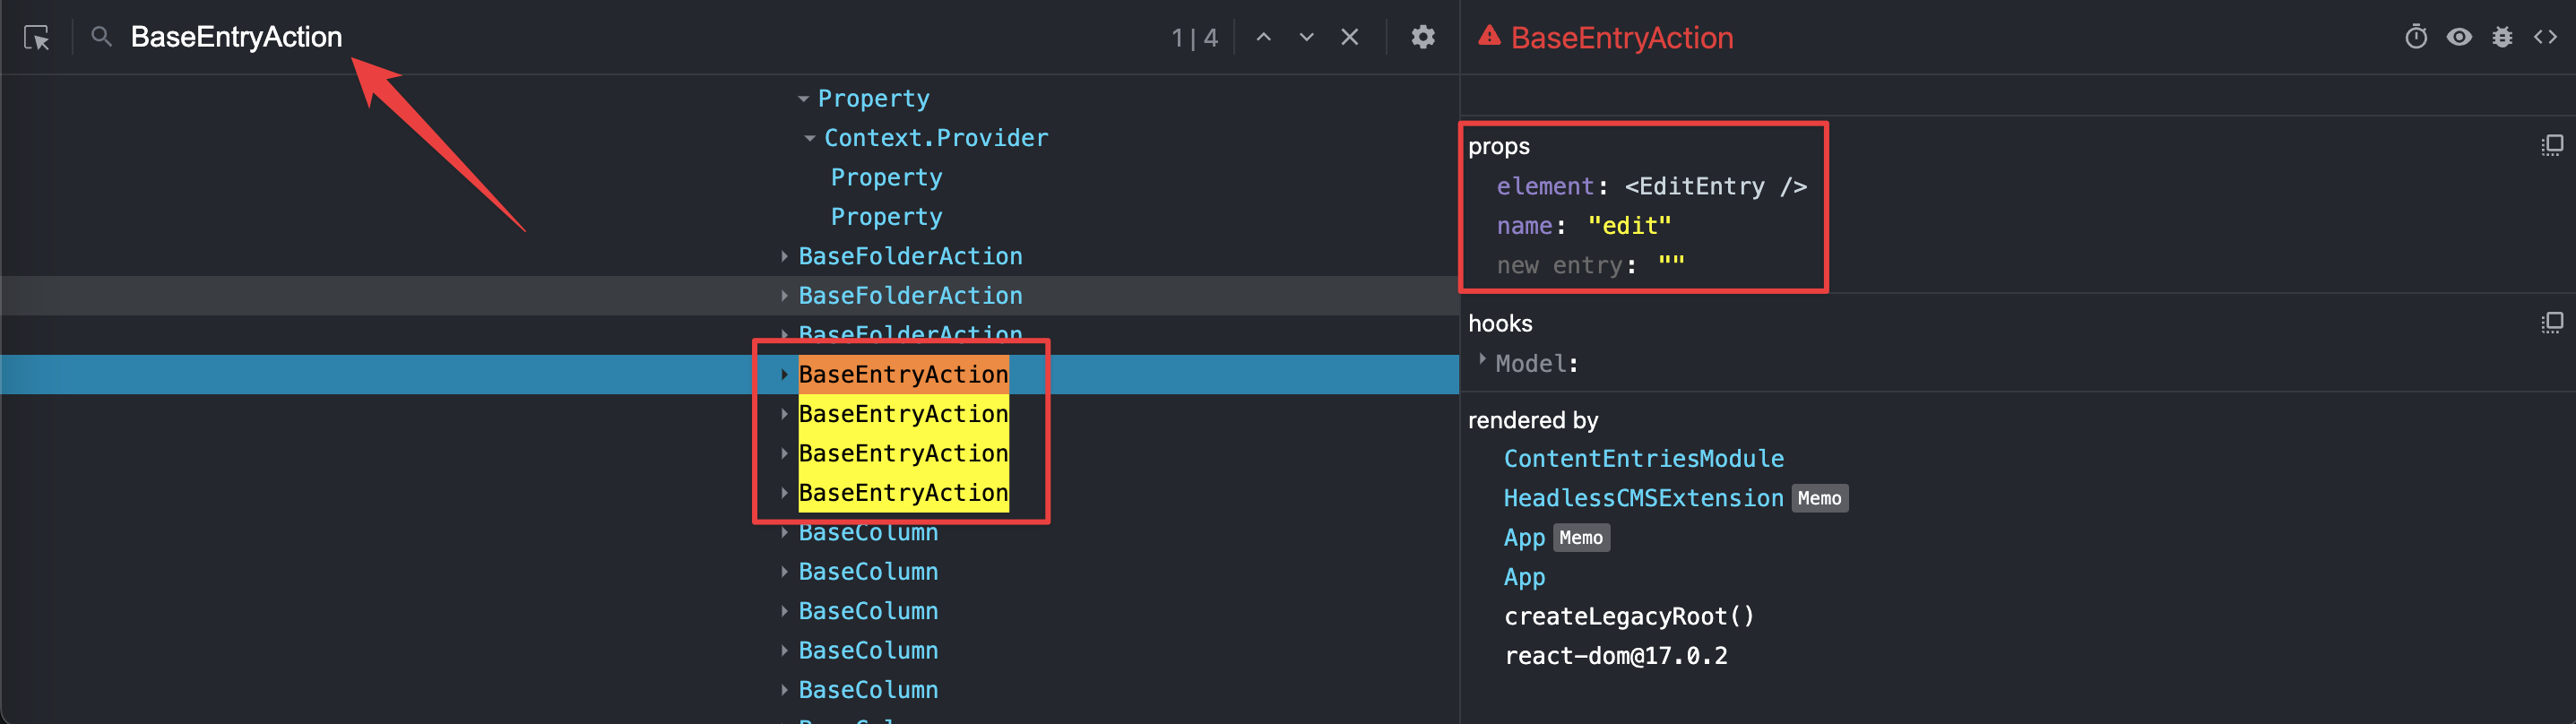 BaseEntryAction
1 | 4
Property
Context.Provider
Property
Property
BaseFolderAction
BaseFolderAction
BaseFolderAction
BaseEntryAction
BaseEntryAction
BaseEntryAction
BaseEntryAction
BaseColumn
BaseColumn
BaseColumn
BaseColumn
BaseColumn
BaseColumn
BaseEntryAction
props
element: <EditEntry />
name: "edit"
new entry: ""
hooks
Model:
rendered by
ContentEntriesModule
HeadlessCMSExtension Memo
App Memo
App
createLegacyRoot()
react-dom@17.0.2